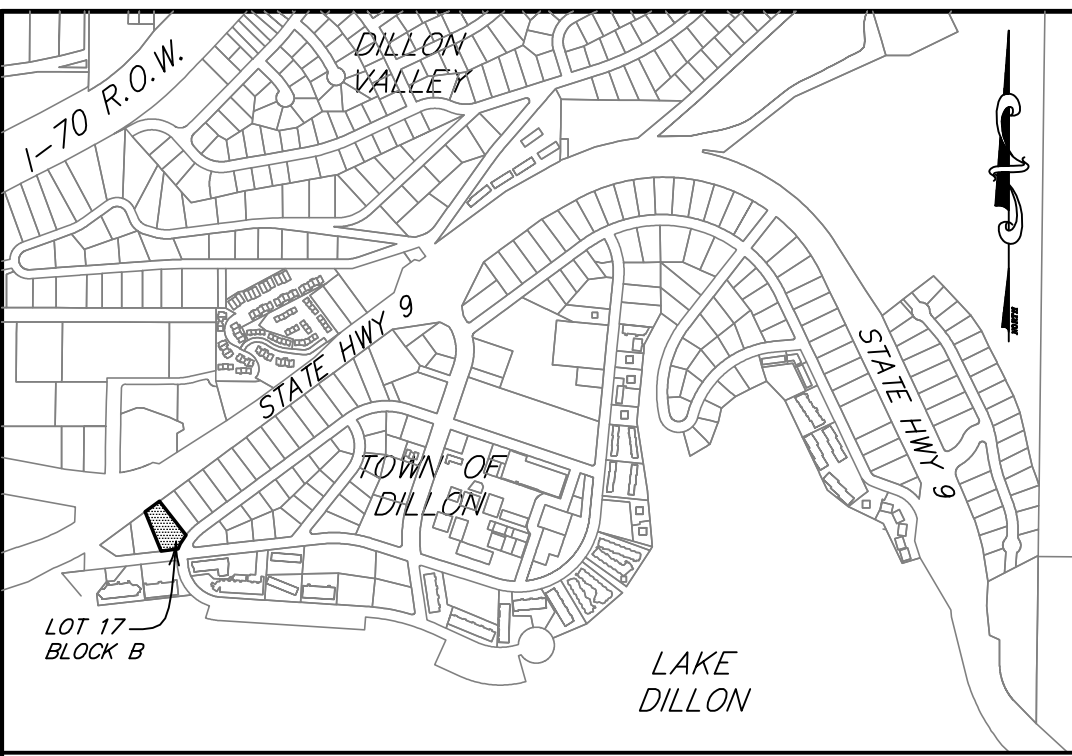 DILLON
VALLEY
I-70 R.O.W.
STATE HWY 9
STATE HWY 9
TOWN OF
DILLON
LOT 17
BLOCK B
LAKE
DILLON